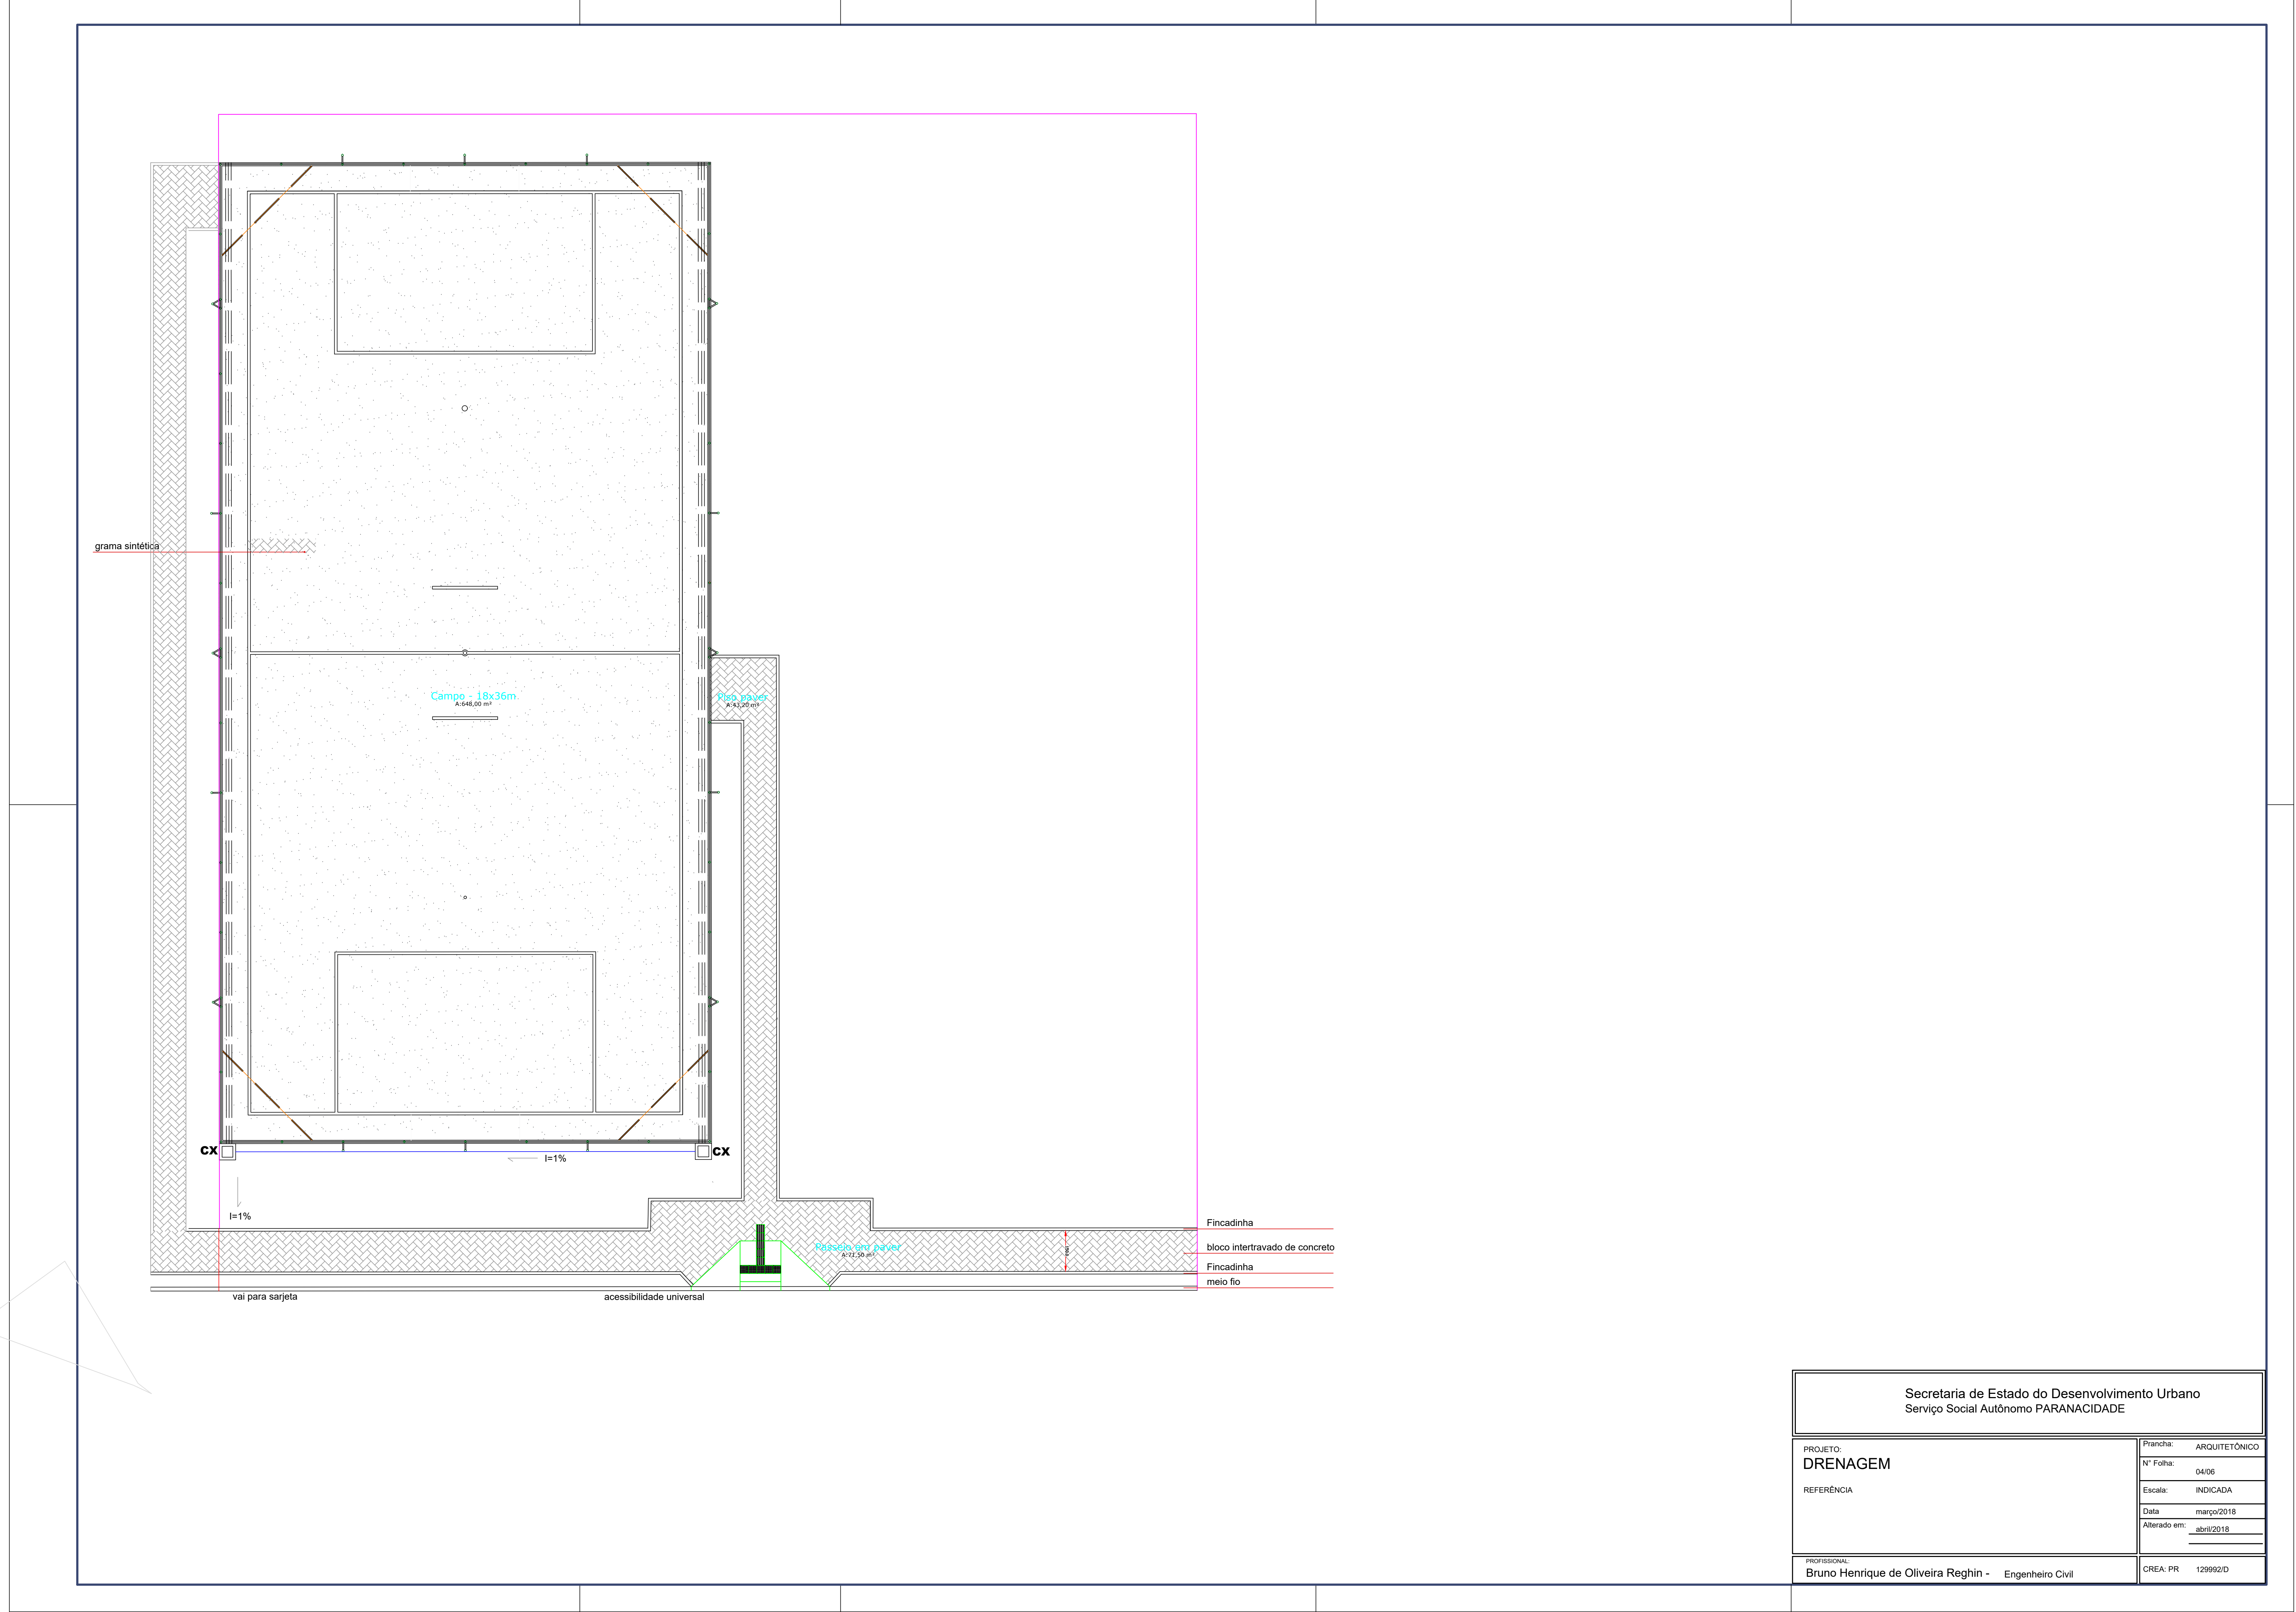 grama sintética
Campo - 18x36m
A:648,00 m²
Piso paver
A:43,20 m²
CX
CX
I=1%
I=1%
Fincadinha
Passeio em paver
A:71,50 m²
bloco intertravado de concreto
Fincadinha
meio fio
vai para sarjeta
acessibilidade universal
Secretaria de Estado do Desenvolvimento Urbano
Serviço Social Autônomo PARANACIDADE
PROJETO:
DRENAGEM
REFERÊNCIA
Prancha: ARQUITETÔNICO
N° Folha:
04/06
Escala: INDICADA
Data março/2018
Alterado em: abril/2018
PROFISSIONAL:
Bruno Henrique de Oliveira Reghin - Engenheiro Civil
CREA: PR 129992/D